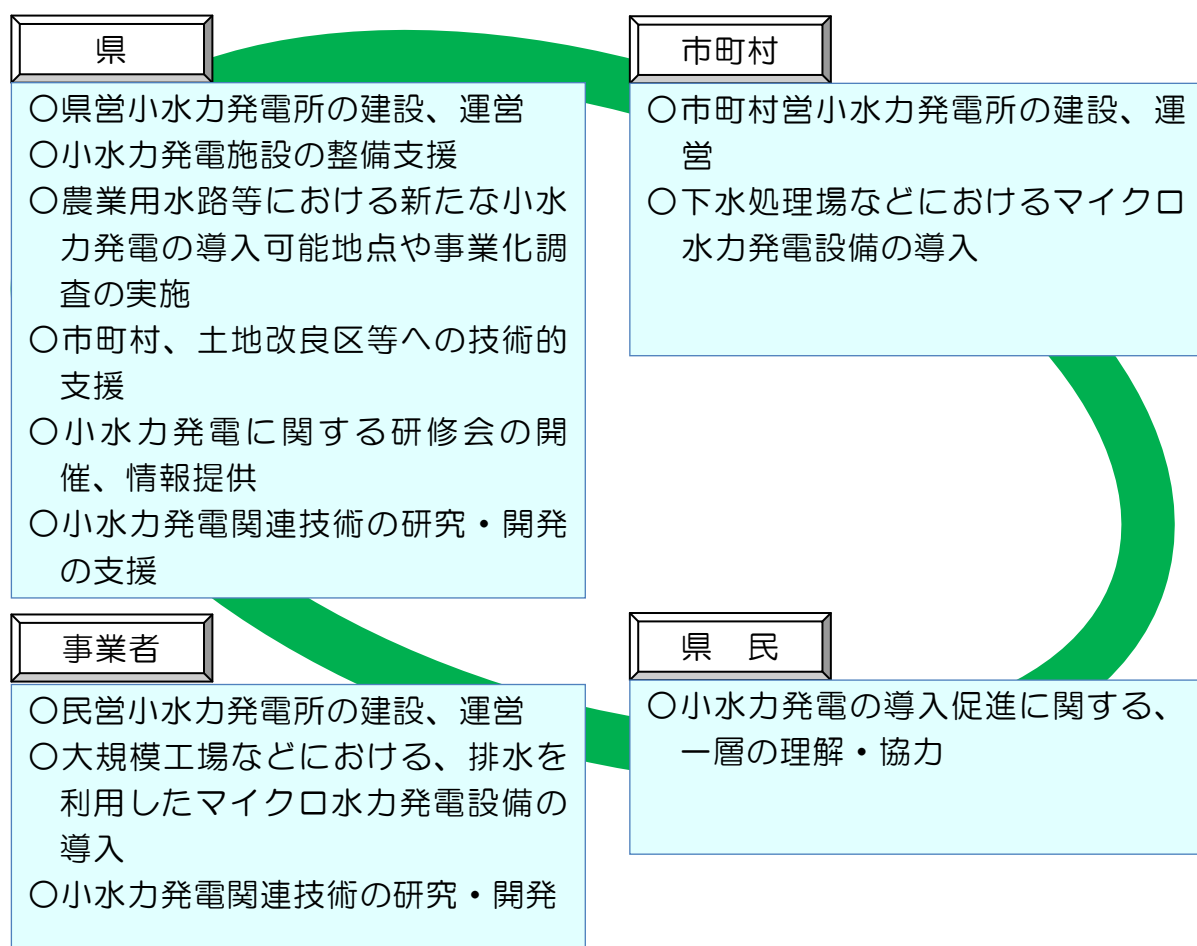 県
〇県営小水力発電所の建設、運営
〇小水力発電施設の整備支援
〇農業用水路等における新たな小水
力発電の導入可能地点や事業化調
査の実施
〇市町村、土地改良区等への技術的
支援
〇小水力発電に関する研修会の開
催、情報提供
〇小水力発電関連技術の研究・開発
の支援
市町村
〇市町村営小水力発電所の建設、運
営
〇下水処理場などにおけるマイクロ
水力発電設備の導入
事業者
〇民営小水力発電所の建設、運営
〇大規模工場などにおける、排水を
利用したマイクロ水力発電設備の
導入
〇小水力発電関連技術の研究・開発
県　民
〇小水力発電の導入促進に関する、
一層の理解・協力